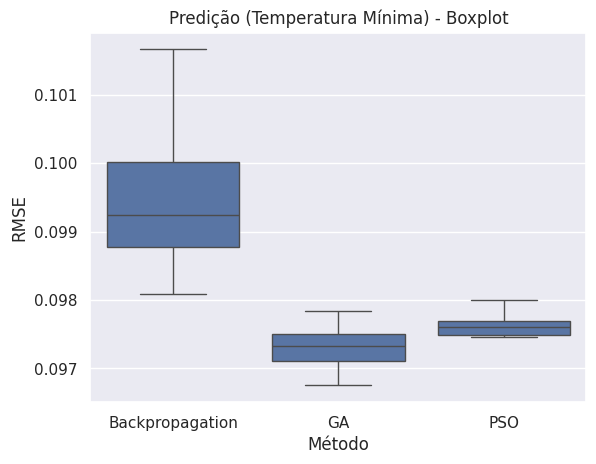 Predição (Temperatura Mínima) - Boxplot
RMSE
0.101
0.100
0.099
0.098
0.097
Backpropagation
GA
PSO
Método